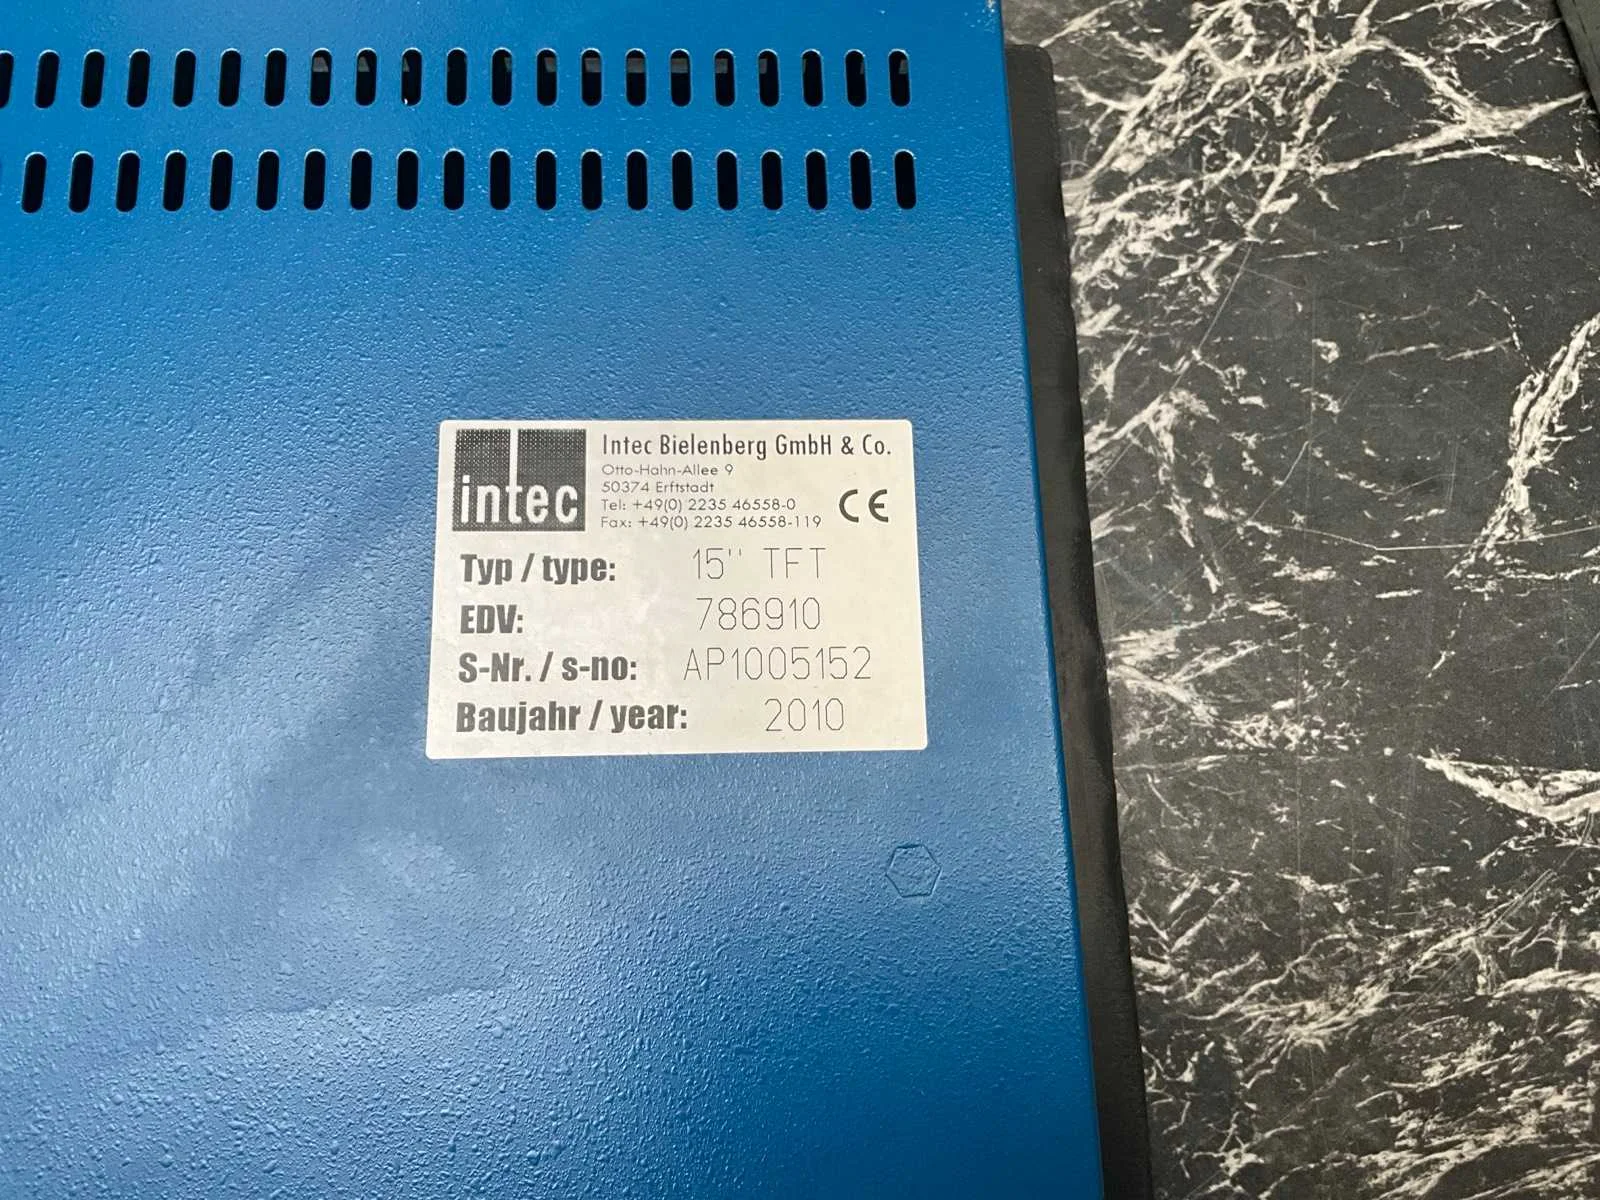 intec
Intec Bielenberg GmbH & Co.
Otto-Hahn-Allee 9
50374 Erftstadt
Tel: +49(0) 2235 46558-0
Fax: +49(0) 2235 46558-119
CE
Typ / type: 15'' TFT
EDV: 786910
S-Nr. / s-no: AP1005152
Baujahr / year: 2010